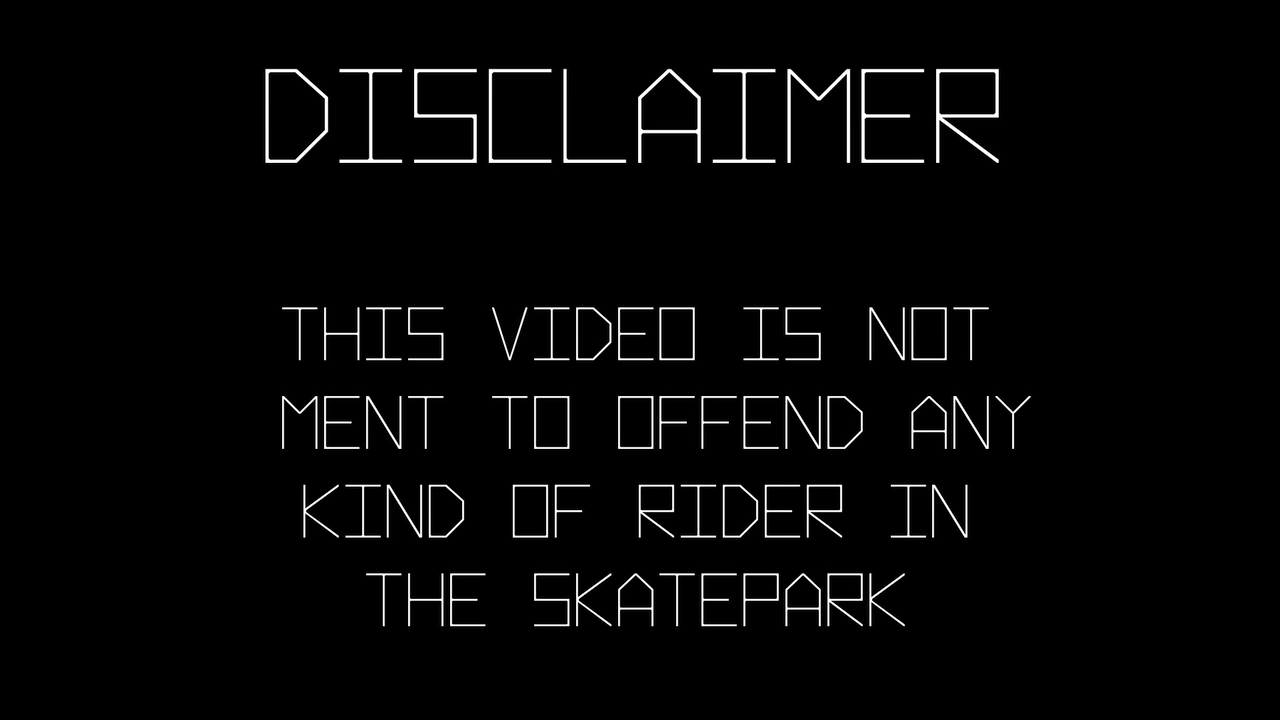 DISCLAIMER
THIS VIDEO IS NOT
MENT TO OFFEND ANY
KIND OF RIDER IN
THE SKATEPARK